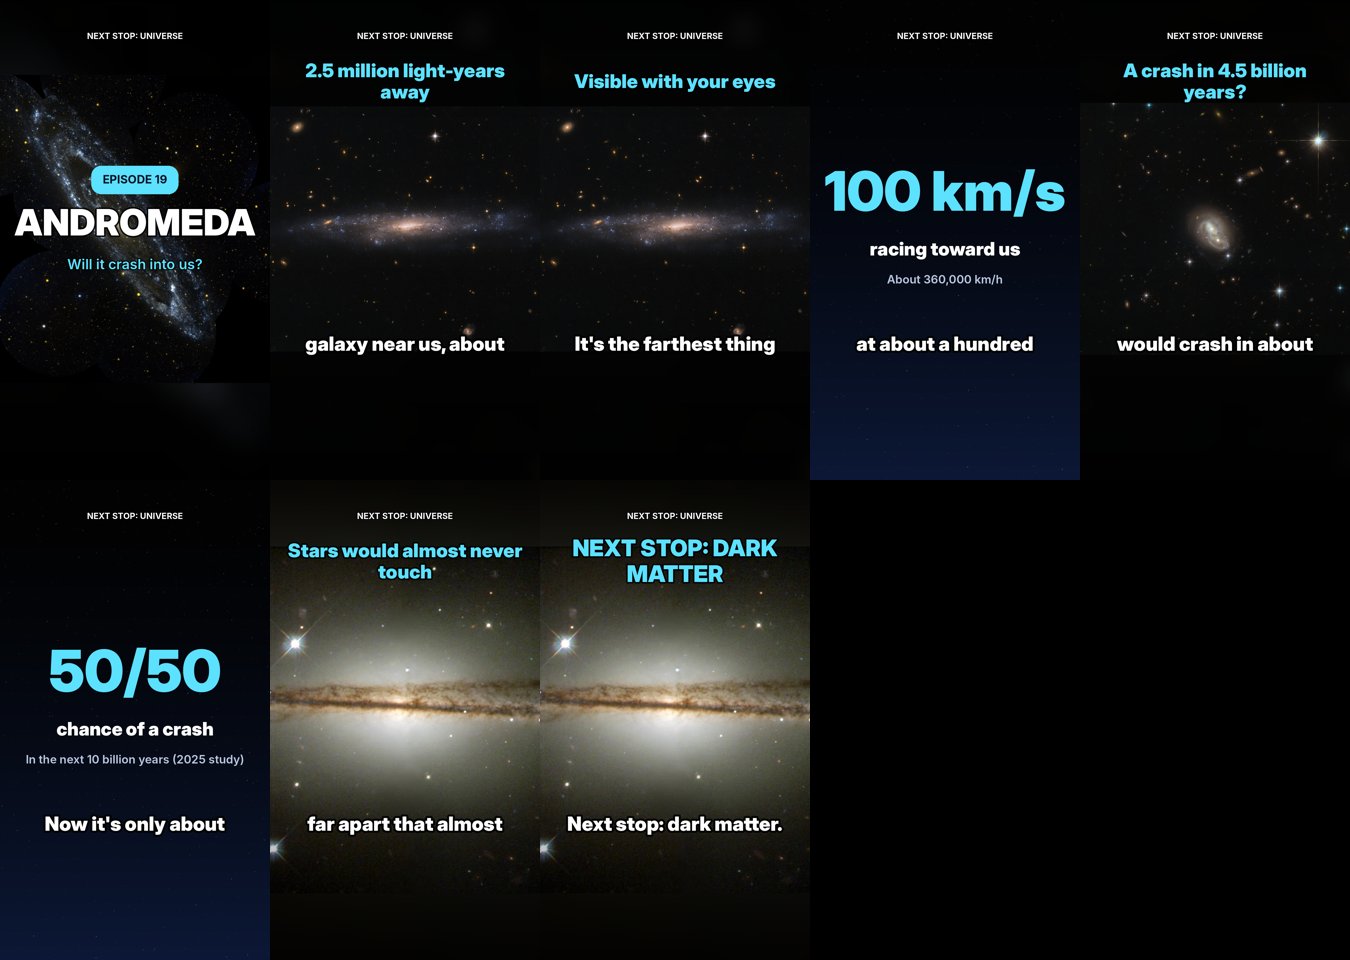 NEXT STOP: UNIVERSE
EPISODE 19
ANDROMEDA
Will it crash into us?
NEXT STOP: UNIVERSE
2.5 million light-years
away
galaxy near us, about
NEXT STOP: UNIVERSE
Visible with your eyes
It's the farthest thing
NEXT STOP: UNIVERSE
100 km/s
racing toward us
About 360,000 km/h
at about a hundred
NEXT STOP: UNIVERSE
A crash in 4.5 billion
years?
would crash in about
NEXT STOP: UNIVERSE
50/50
chance of a crash
In the next 10 billion years (2025 study)
Now it's only about
NEXT STOP: UNIVERSE
Stars would almost never
touch
far apart that almost
NEXT STOP: UNIVERSE
NEXT STOP: DARK
MATTER
Next stop: dark matter.